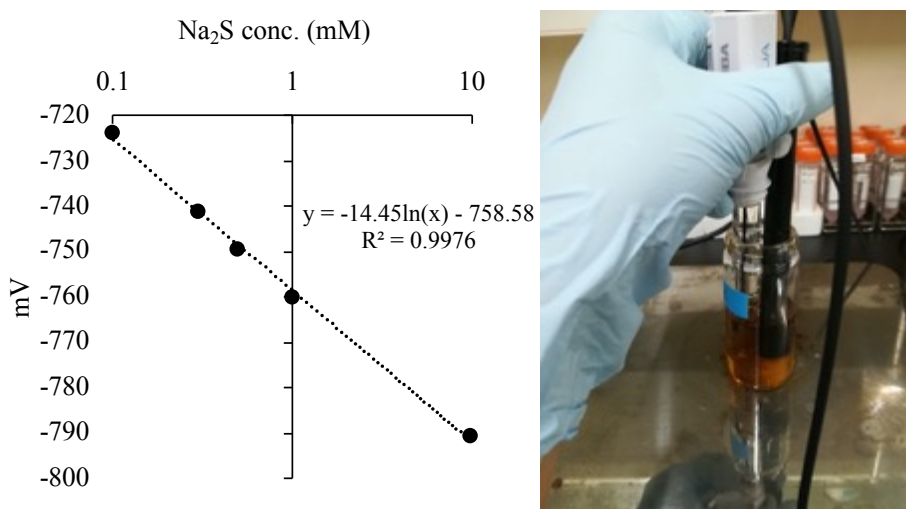 Na₂S conc. (mM)
0.1 1 10
-720
-730
-740
-750
-760
-770
-780
-790
-800
mV
y = -14.45ln(x) - 758.58
R² = 0.9976